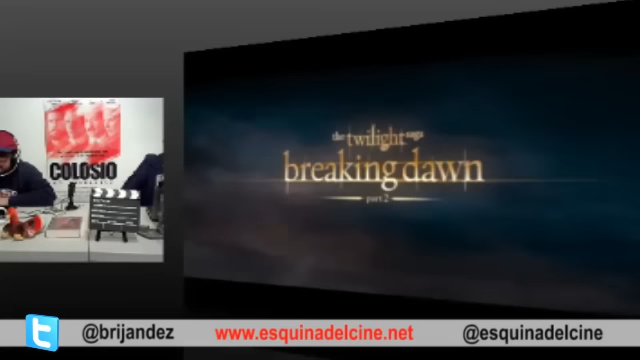 COLOSIO
the twilight saga
breaking dawn
part 2
@brijandez
www.esquinadelcine.net
@esquinadelcine